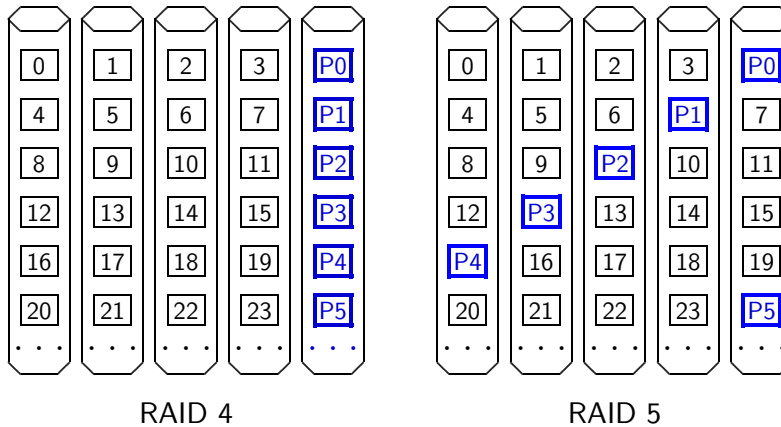 0 1 2 3 P0 0 1 2 3 P0
4 5 6 7 P1 4 5 6 P1 7
8 9 10 11 P2 8 9 P2 10 11
12 13 14 15 P3 12 P3 13 14 15
16 17 18 19 P4 P4 16 17 18 19
20 21 22 23 P5 20 21 22 23 P5
. . . . . . . . . . . . . . . . . . . . . . . . . . . . . .
RAID 4 RAID 5